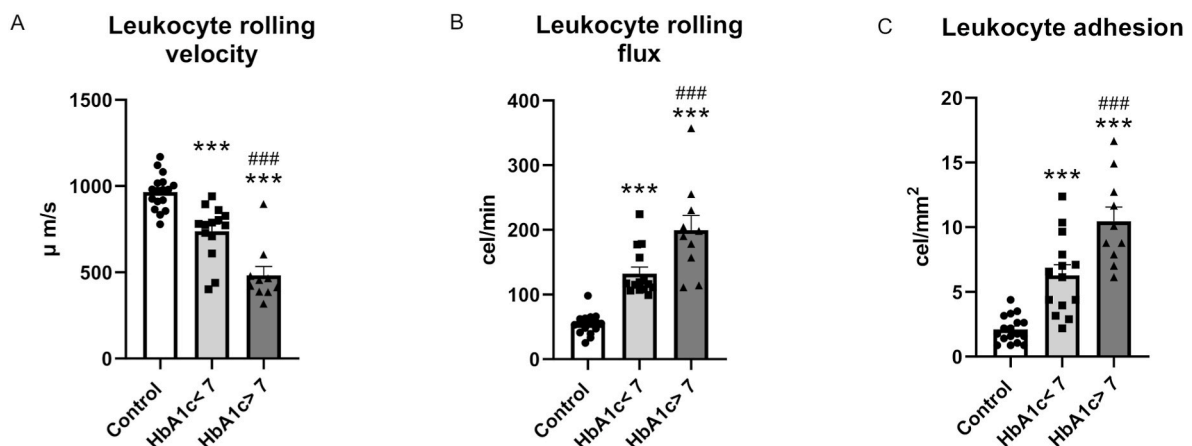 A
Leukocyte rolling
velocity
μ m/s
1500
1000
500
0
***
###
***
Control
HbA1c< 7
HbA1c> 7
B
Leukocyte rolling
flux
cel/min
400
300
200
100
0
***
###
***
Control
HbA1c< 7
HbA1c> 7
C
Leukocyte adhesion
cel/mm²
20
15
10
5
0
***
###
***
Control
HbA1c< 7
HbA1c> 7